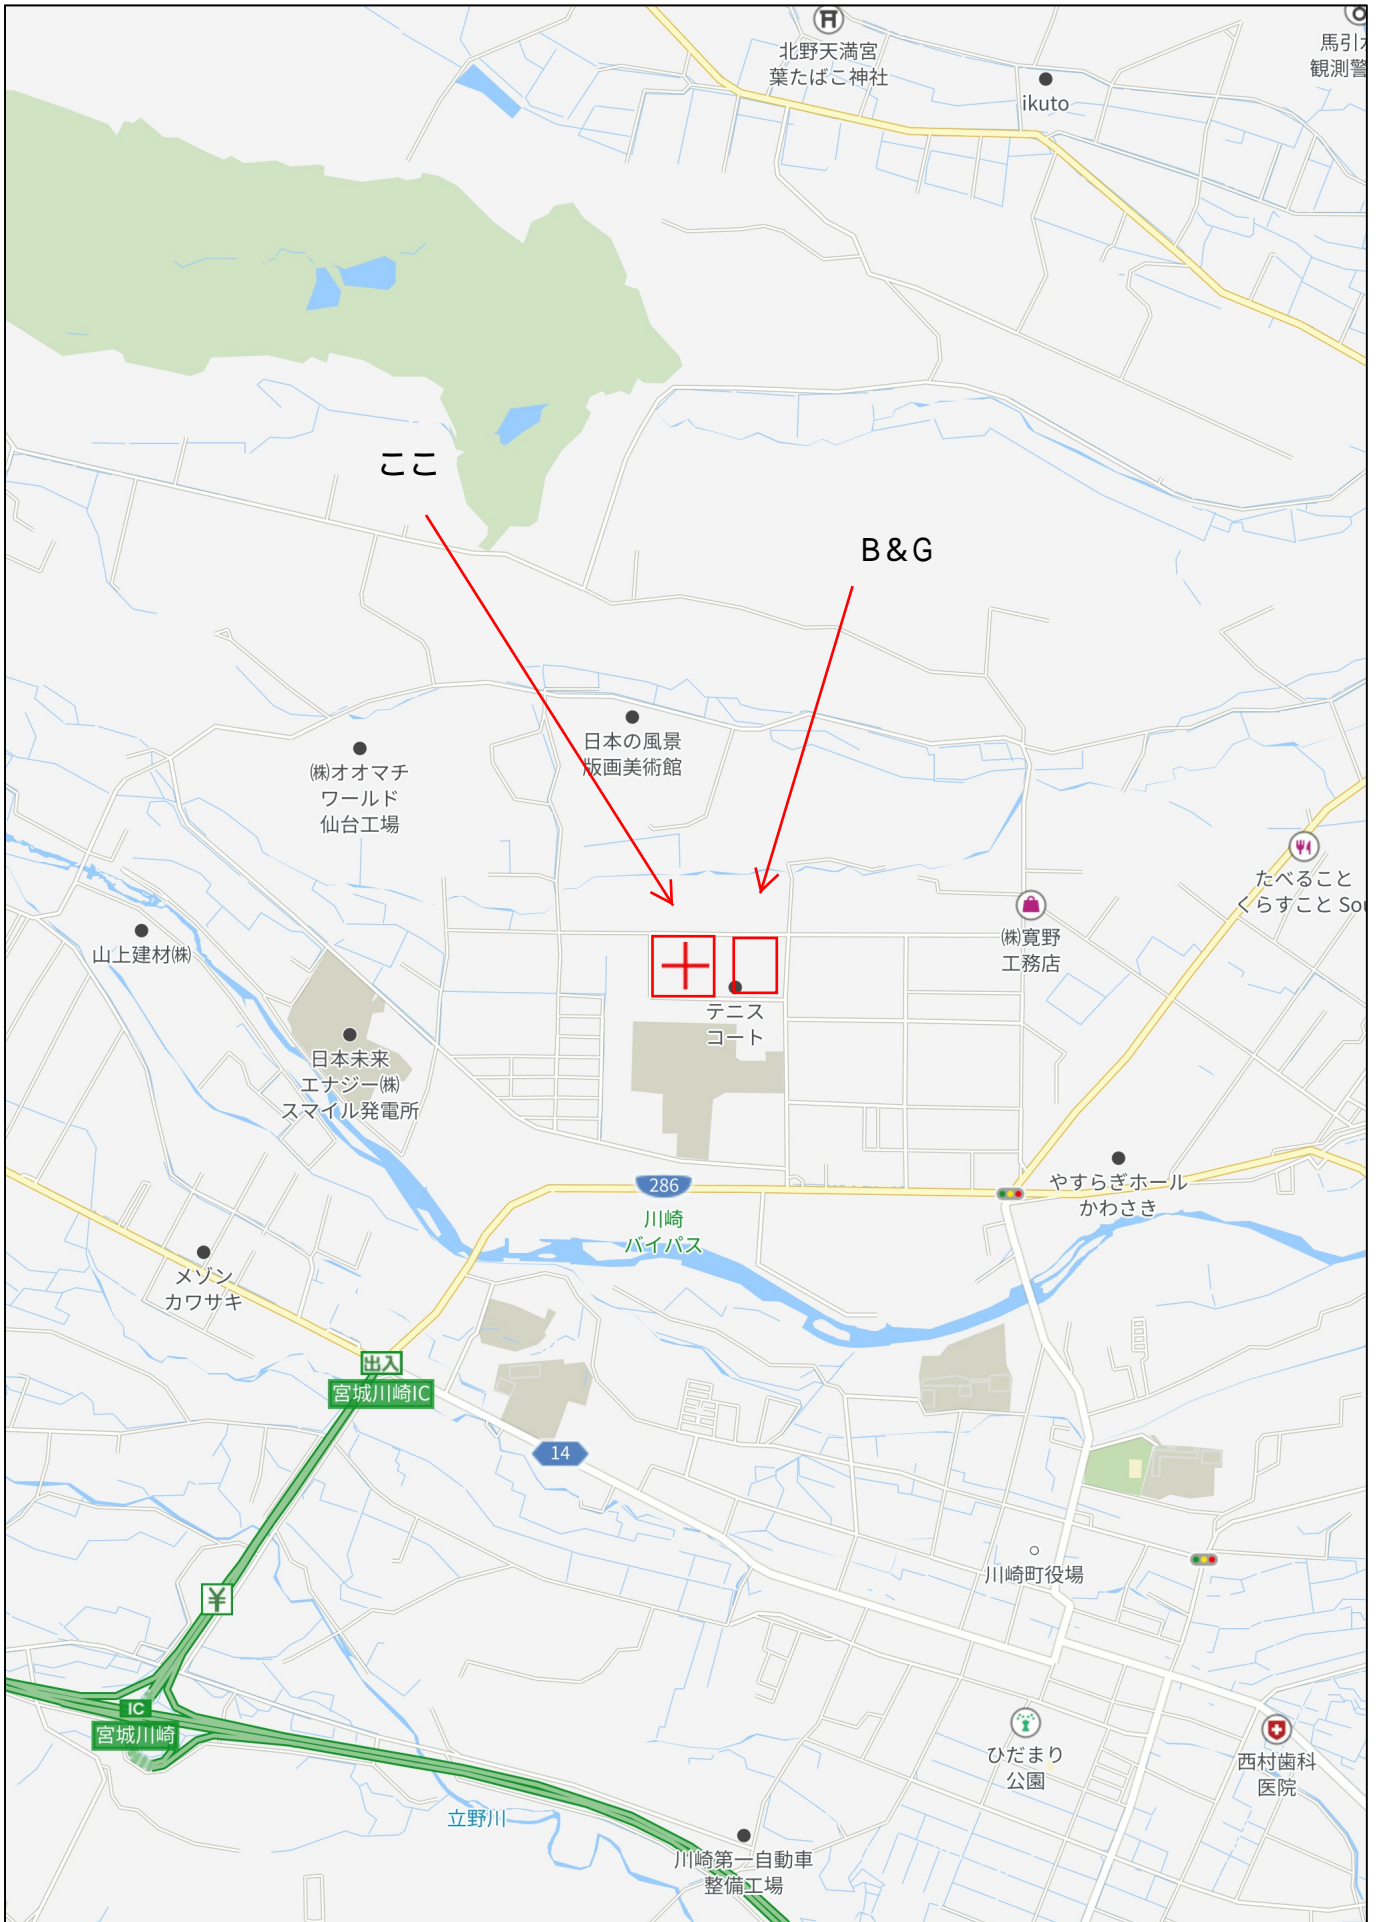 北野天満宮
葉たばこ神社
ikuto
馬引
観測警
ここ
B&G
日本の風景
版画美術館
㈱オオマチ
ワールド
仙台工場
たべること
くらすこと Sou
山上建材㈱
㈱寛野
工務店
テニス
コート
日本未来
エナジー㈱
スマイル発電所
やすらぎホール
かわさき
286
川崎
バイパス
メゾン
カワサキ
出入
宮城川崎IC
14
川崎町役場
¥
IC
宮城川崎
ひだまり
公園
西村歯科
医院
立野川
川崎第一自動車
整備工場